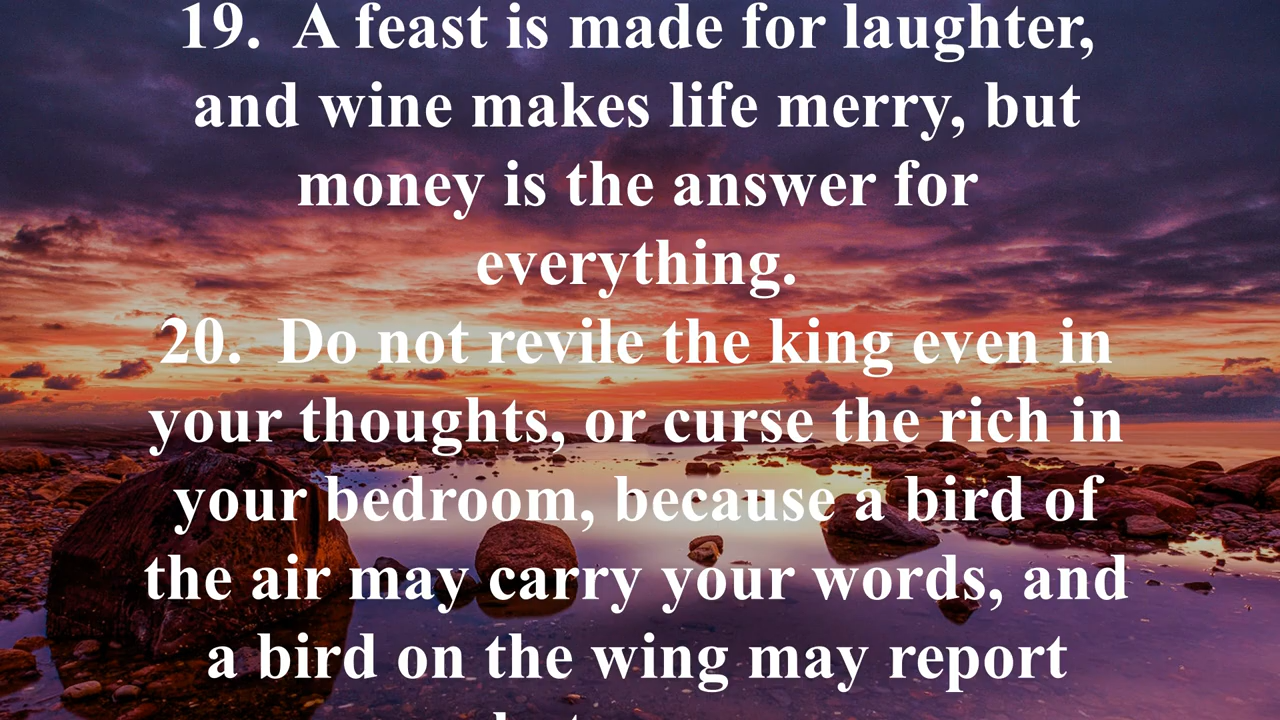 19. A feast is made for laughter,
and wine makes life merry, but
money is the answer for
everything.
20. Do not revile the king even in
your thoughts, or curse the rich in
your bedroom, because a bird of
the air may carry your words, and
a bird on the wing may report